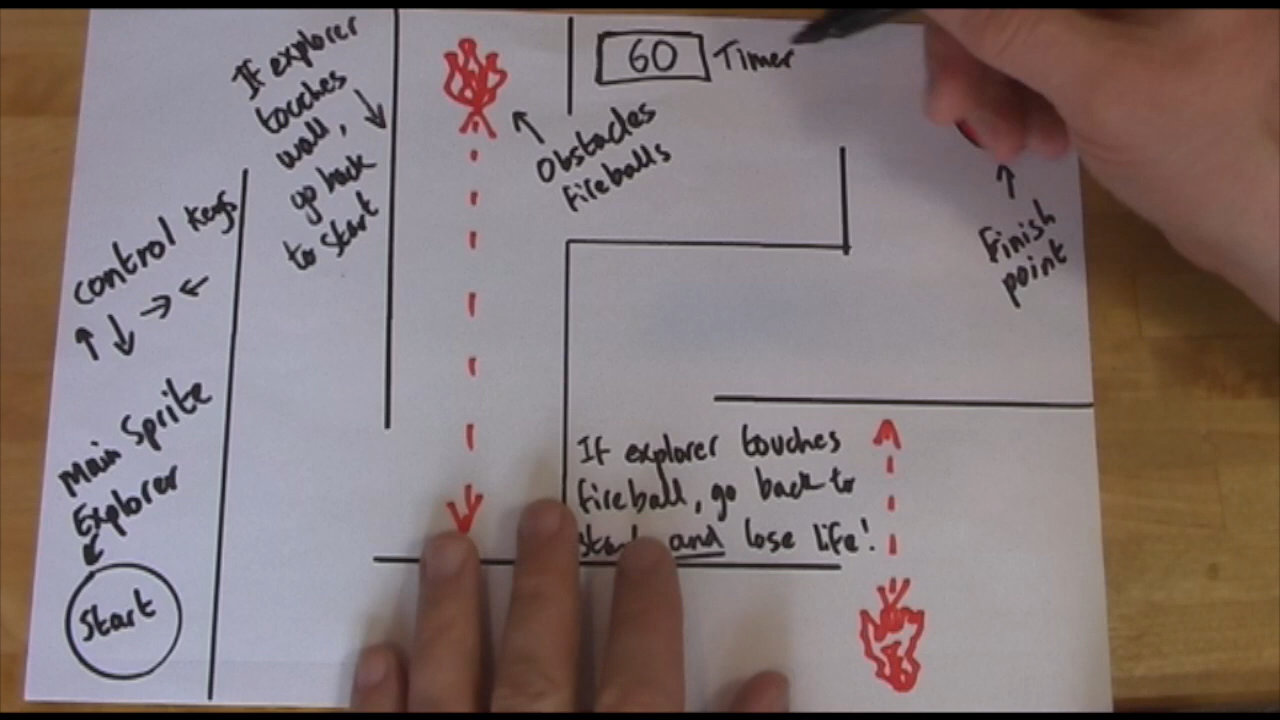 If explorer
touches
wall,
go back
to start
60
Timer
Obstacles
Fireballs
Control Keys
Finish
point
Main Sprite
Explorer
If explorer touches
fireball, go back to
and lose life!
Start